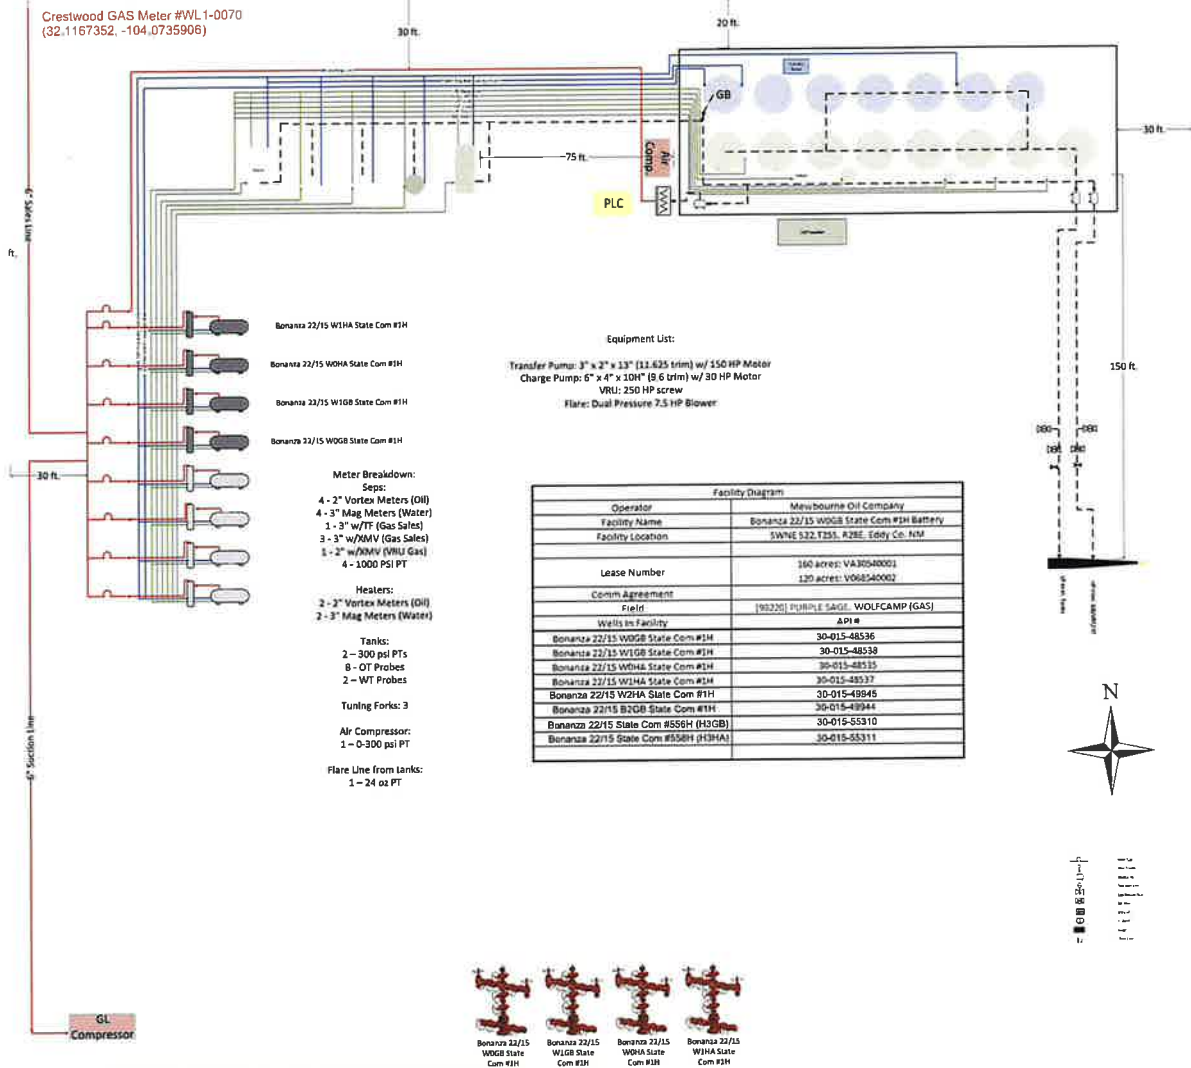 Crestwood GAS Meter #WL1-0070
(32.1167352, -104.0735906)
30 ft.
20 ft.
GB
30 ft.
75 ft.
Air Comp.
PLC
6" Sales Line
ft.
Bonanza 22/15 W1HA State Com #1H
Bonanza 22/15 W0HA State Com #1H
Bonanza 22/15 W1GB State Com #1H
Bonanza 22/15 W0GB State Com #1H
30 ft.
Equipment List:
Transfer Pump: 3" x 2" x 13" (11.625 trim) w/ 150 HP Motor
Charge Pump: 6" x 4" x 10H" (9.6 trim) w/ 30 HP Motor
VRU: 250 HP screw
Flare: Dual Pressure 7.5 HP Blower
150 ft.
Meter Breakdown:
Seps:
4 - 2" Vortex Meters (Oil)
4 - 3" Mag Meters (Water)
1 - 3" w/TF (Gas Sales)
3 - 3" w/XMV (Gas Sales)
1 - 2" w/XMV (VRU Gas)
4 - 1000 PSI PT
Heaters:
2 - 2" Vortex Meters (Oil)
2 - 3" Mag Meters (Water)
Tanks:
2 – 300 psi PTs
8 - OT Probes
2 – WT Probes
Tuning Forks: 3
Air Compressor:
1 – 0-300 psi PT
Flare Line from tanks:
1 – 24 oz PT
Facility Diagram
Operator Mewbourne Oil Company
Facility Name Bonanza 22/15 W0GB State Com #1H Battery
Facility Location SWNE S22,T25S, R28E, Eddy Co. NM
Lease Number 160 acres: VA30540001
120 acres: V068540002
Comm Agreement
Field [98220] PURPLE SAGE, WOLFCAMP (GAS)
Wells in Facility API #
Bonanza 22/15 W0GB State Com #1H 30-015-48536
Bonanza 22/15 W1GB State Com #1H 30-015-48538
Bonanza 22/15 W0HA State Com #1H 30-015-48535
Bonanza 22/15 W1HA State Com #1H 30-015-48537
Bonanza 22/15 W2HA State Com #1H 30-015-49945
Bonanza 22/15 B2GB State Com #1H 30-015-49944
Bonanza 22/15 State Com #556H (H3GB) 30-015-55310
Bonanza 22/15 State Com #558H (H3HA) 30-015-55311
N
6" Suction Line
GL
Compressor
Bonanza 22/15
W0GB State
Com #1H
Bonanza 22/15
W1GB State
Com #1H
Bonanza 22/15
W0HA State
Com #1H
Bonanza 22/15
W1HA State
Com #1H